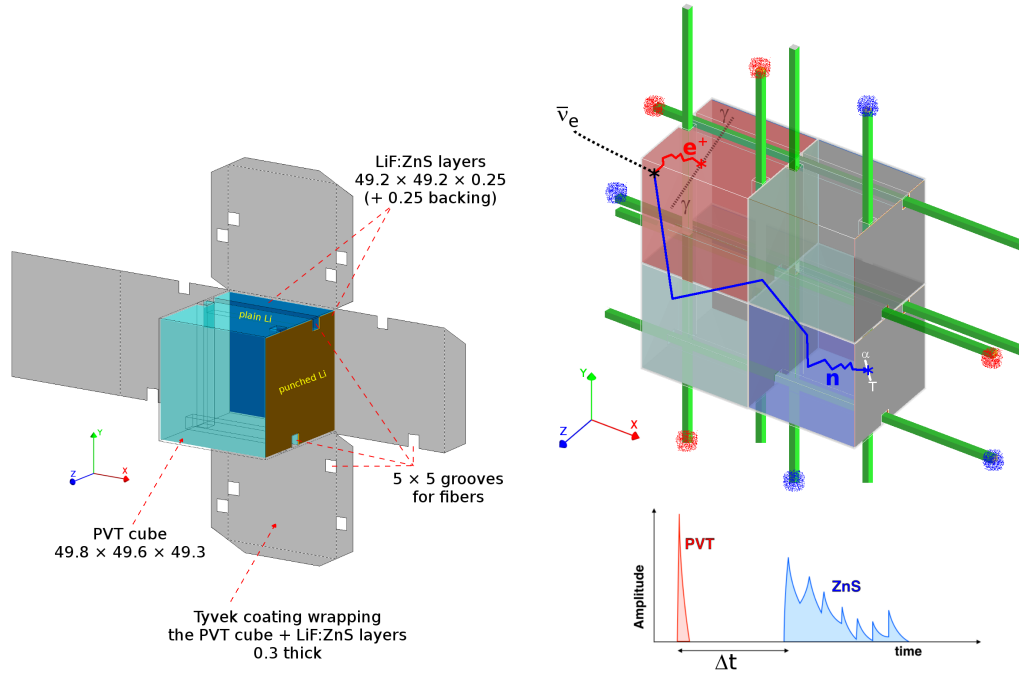 LiF:ZnS layers
49.2 × 49.2 × 0.25
(+ 0.25 backing)
plain Li
punched Li
5 × 5 grooves
for fibers
PVT cube
49.8 × 49.6 × 49.3
Tyvek coating wrapping
the PVT cube + LiF:ZnS layers
0.3 thick
Y
Z
X
ν̅e
e+
γ
γ
n
α
T
Y
Z
X
Amplitude
PVT
ZnS
time
Δt